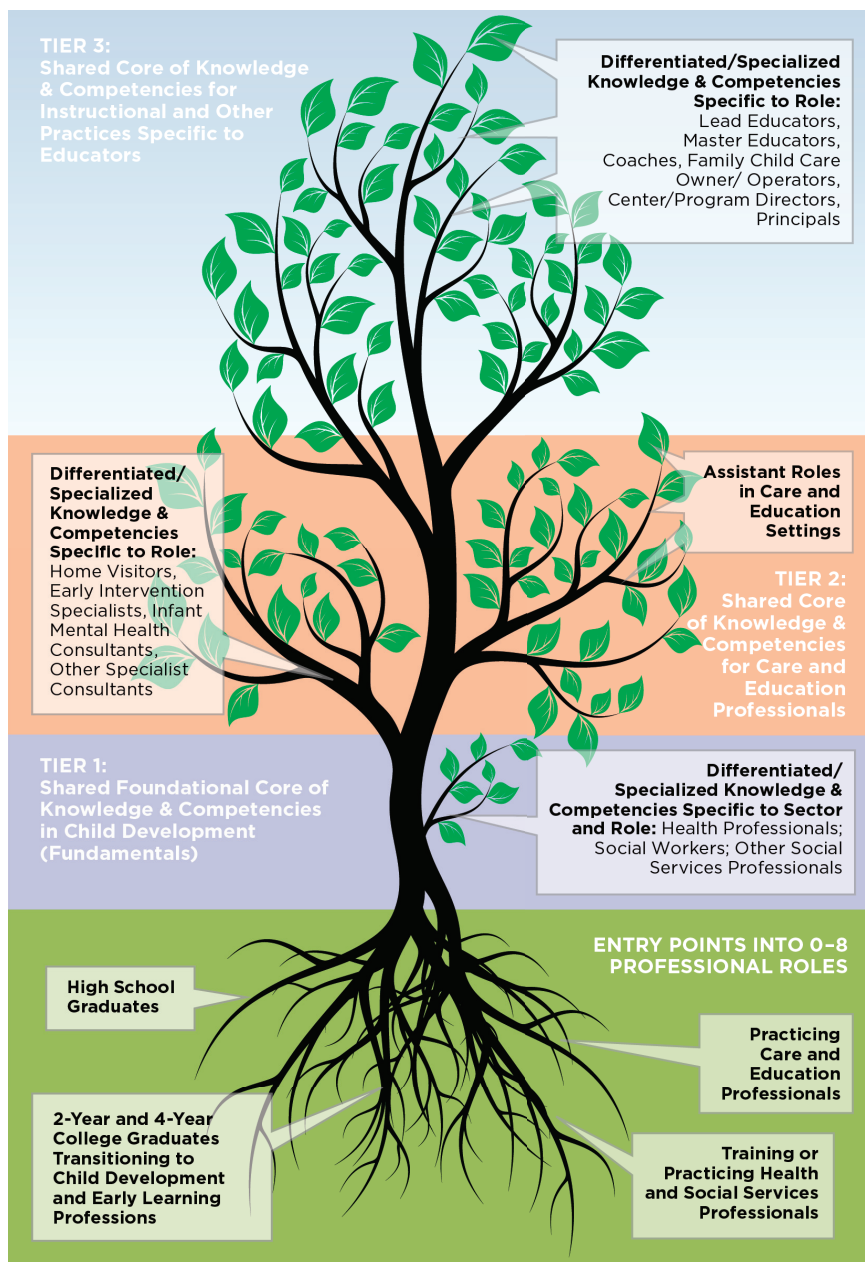 TIER 3:
Shared Core of Knowledge
& Competencies for
Instructional and Other
Practices Specific to
Educators
Differentiated/Specialized
Knowledge & Competencies
Specific to Role:
Lead Educators,
Master Educators,
Coaches, Family Child Care
Owner/ Operators,
Center/Program Directors,
Principals
Differentiated/
Specialized
Knowledge &
Competencies
Specific to Role:
Home Visitors,
Early Intervention
Specialists, Infant
Mental Health
Consultants,
Other Specialist
Consultants
Assistant Roles
in Care and
Education
Settings
TIER 2:
Shared Core
of Knowledge &
Competencies
for Care and
Education
Professionals
TIER 1:
Shared Foundational Core of
Knowledge & Competencies
in Child Development
(Fundamentals)
Differentiated/
Specialized Knowledge &
Competencies Specific to Sector
and Role: Health Professionals;
Social Workers; Other Social
Services Professionals
ENTRY POINTS INTO 0–8
PROFESSIONAL ROLES
High School
Graduates
Practicing
Care and
Education
Professionals
2-Year and 4-Year
College Graduates
Transitioning to
Child Development
and Early Learning
Professions
Training or
Practicing Health
and Social Services
Professionals